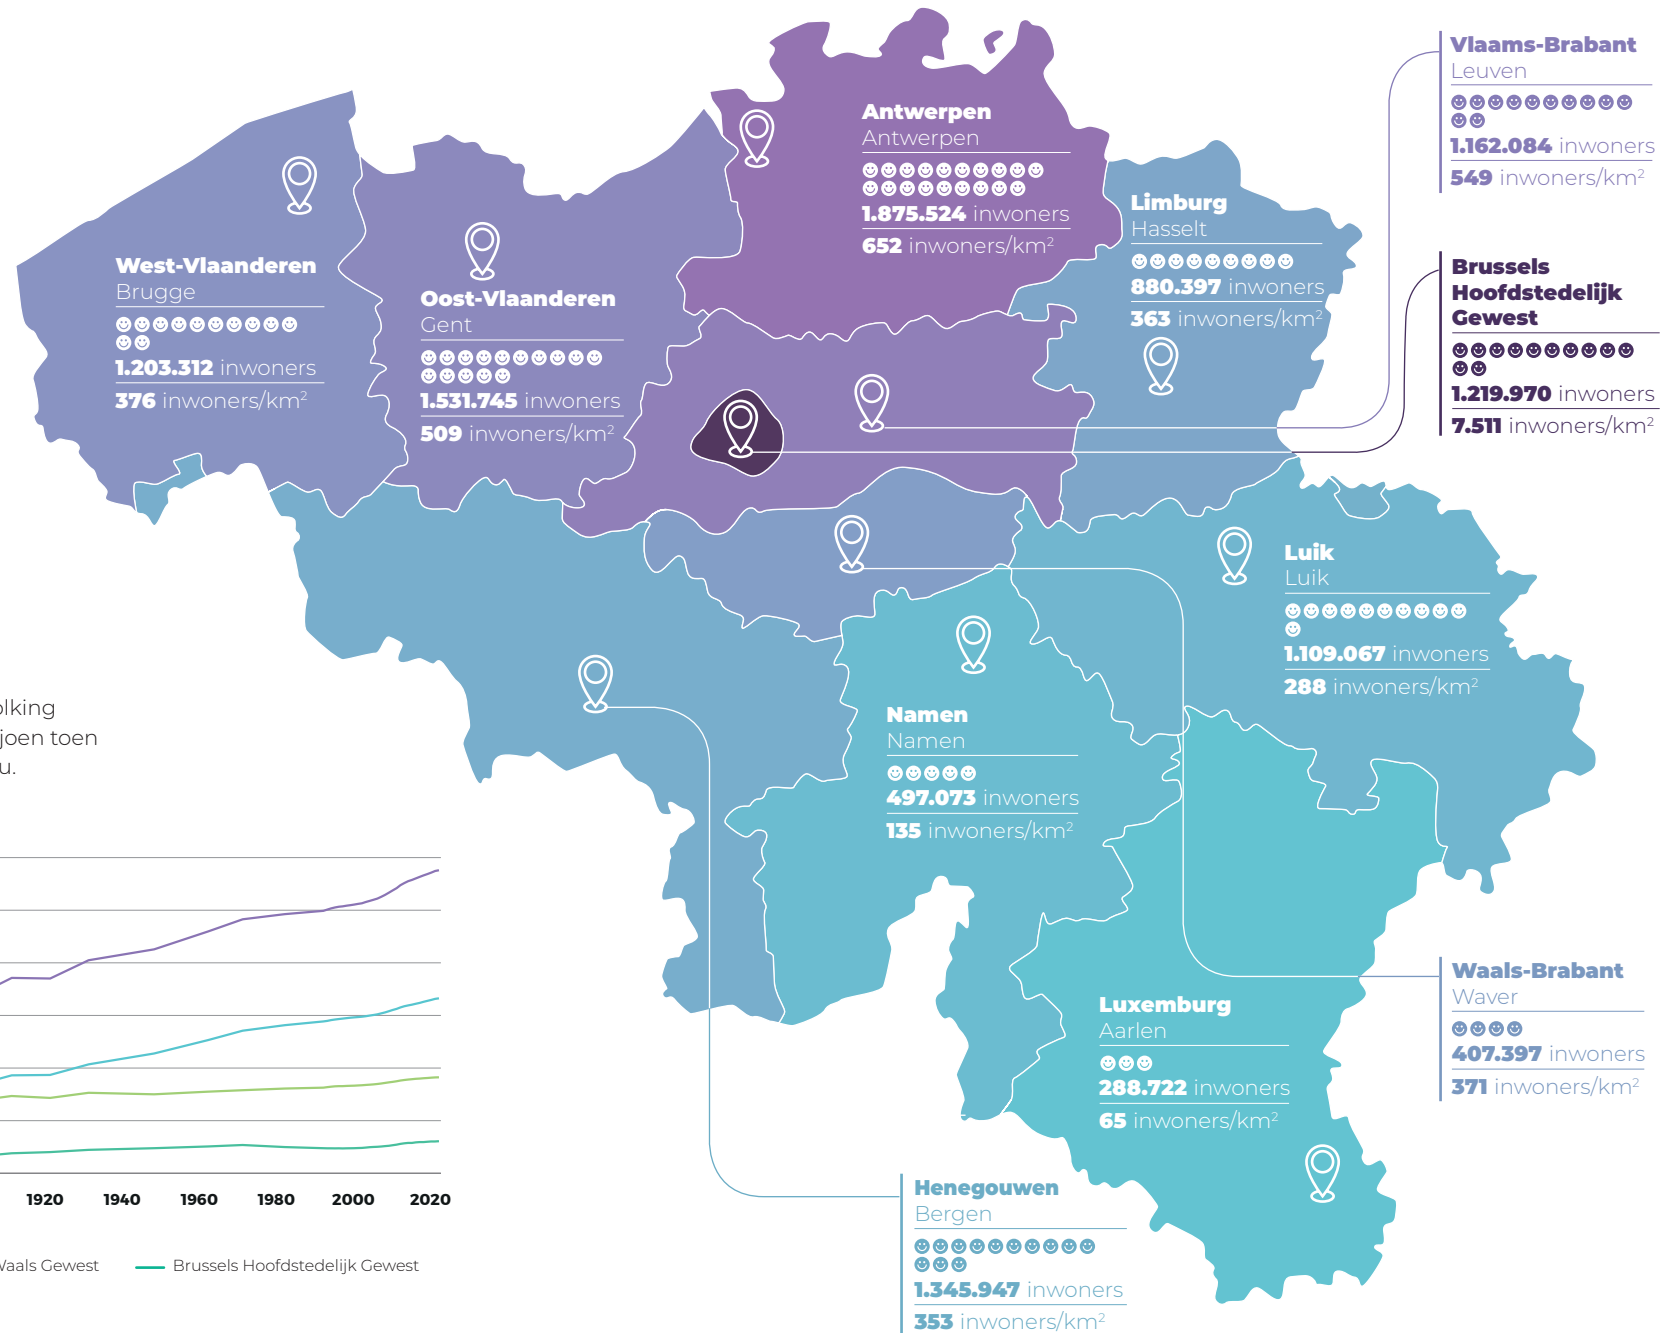 Vlaams-Brabant
Leuven
1.162.084 inwoners
549 inwoners/km²
Antwerpen
Antwerpen
1.875.524 inwoners
652 inwoners/km²
Limburg
Hasselt
880.397 inwoners
363 inwoners/km²
West-Vlaanderen
Brugge
1.203.312 inwoners
376 inwoners/km²
Oost-Vlaanderen
Gent
1.531.745 inwoners
509 inwoners/km²
Brussels
Hoofdstedelijk
Gewest
1.219.970 inwoners
7.511 inwoners/km²
Luik
Luik
1.109.067 inwoners
288 inwoners/km²
Namen
Namen
497.073 inwoners
135 inwoners/km²
Waals-Brabant
Waver
407.397 inwoners
371 inwoners/km²
Luxemburg
Aarlen
288.722 inwoners
65 inwoners/km²
Henegouwen
Bergen
1.345.947 inwoners
353 inwoners/km²
olking
joen toen
u.
1920 1940 1960 1980 2000 2020
Waals Gewest Brussels Hoofdstedelijk Gewest